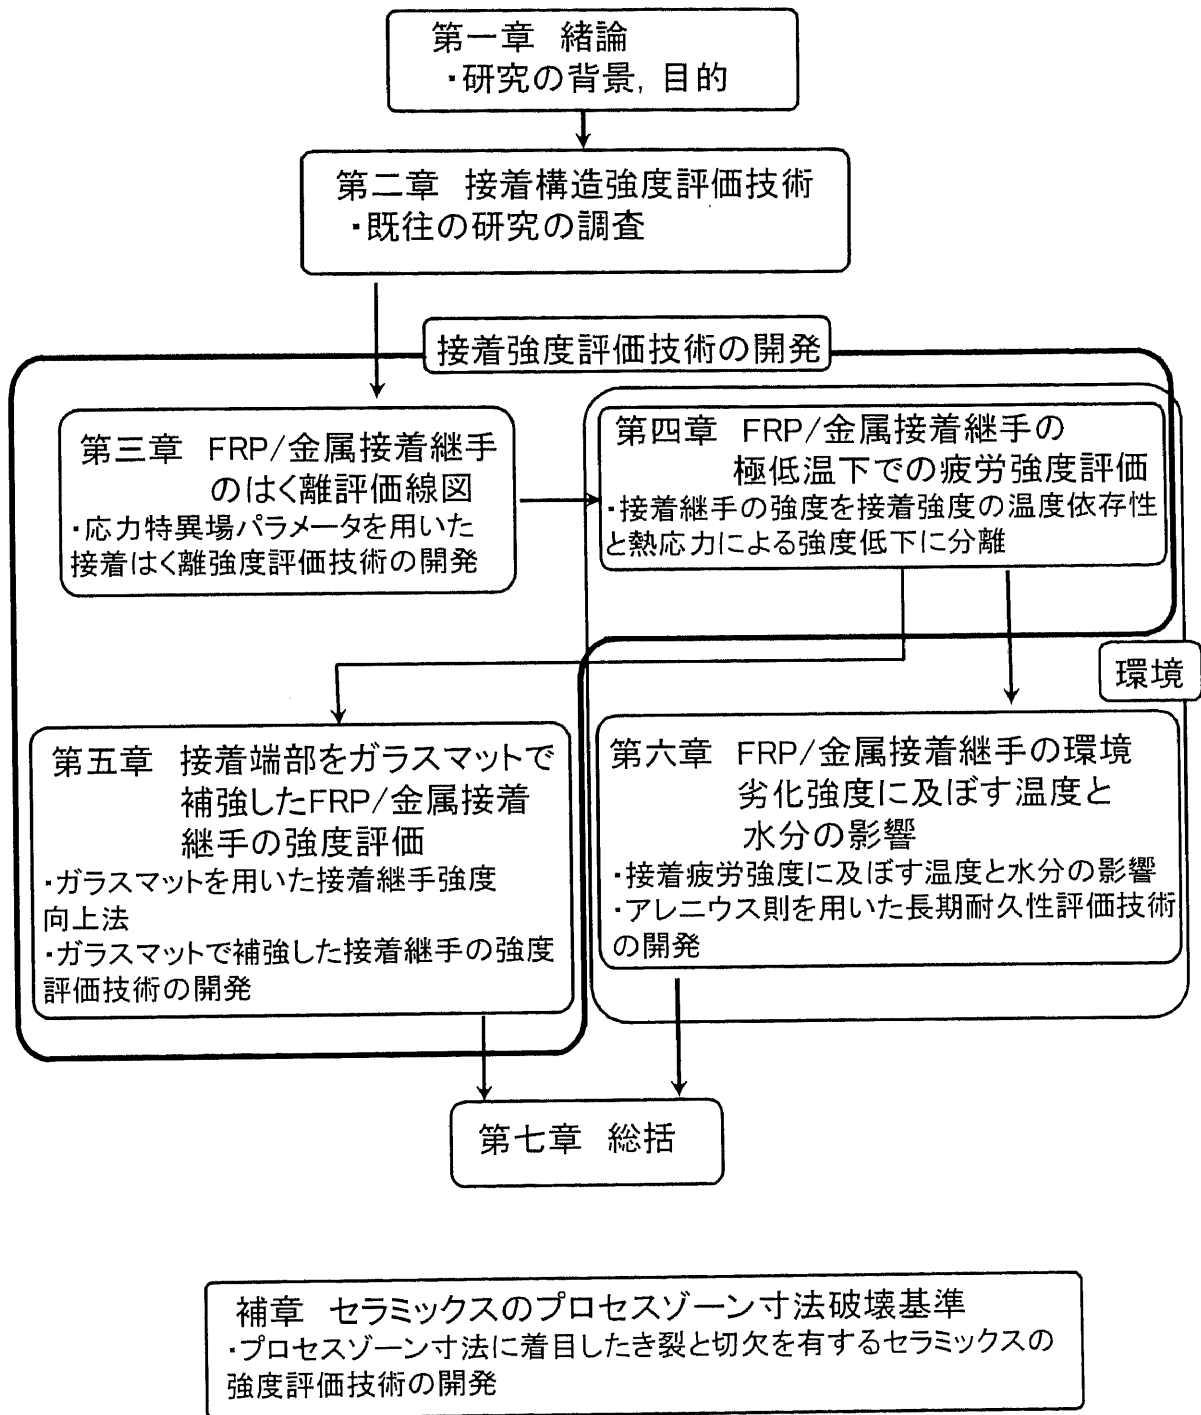 第一章 緒論
・研究の背景, 目的
第二章 接着構造強度評価技術
・既往の研究の調査
接着強度評価技術の開発
第三章 FRP/金属接着継手
のはく離評価線図
・応力特異場パラメータを用いた
接着はく離強度評価技術の開発
第四章 FRP/金属接着継手の
極低温下での疲労強度評価
・接着継手の強度を接着強度の温度依存性
と熱応力による強度低下に分離
環境
第五章 接着端部をガラスマットで
補強したFRP/金属接着
継手の強度評価
・ガラスマットを用いた接着継手強度
向上法
・ガラスマットで補強した接着継手の強度
評価技術の開発
第六章 FRP/金属接着継手の環境
劣化強度に及ぼす温度と
水分の影響
・接着疲労強度に及ぼす温度と水分の影響
・アレニウス則を用いた長期耐久性評価技術
の開発
第七章 総括
補章 セラミックスのプロセスゾーン寸法破壊基準
・プロセスゾーン寸法に着目したき裂と切欠を有するセラミックスの
強度評価技術の開発